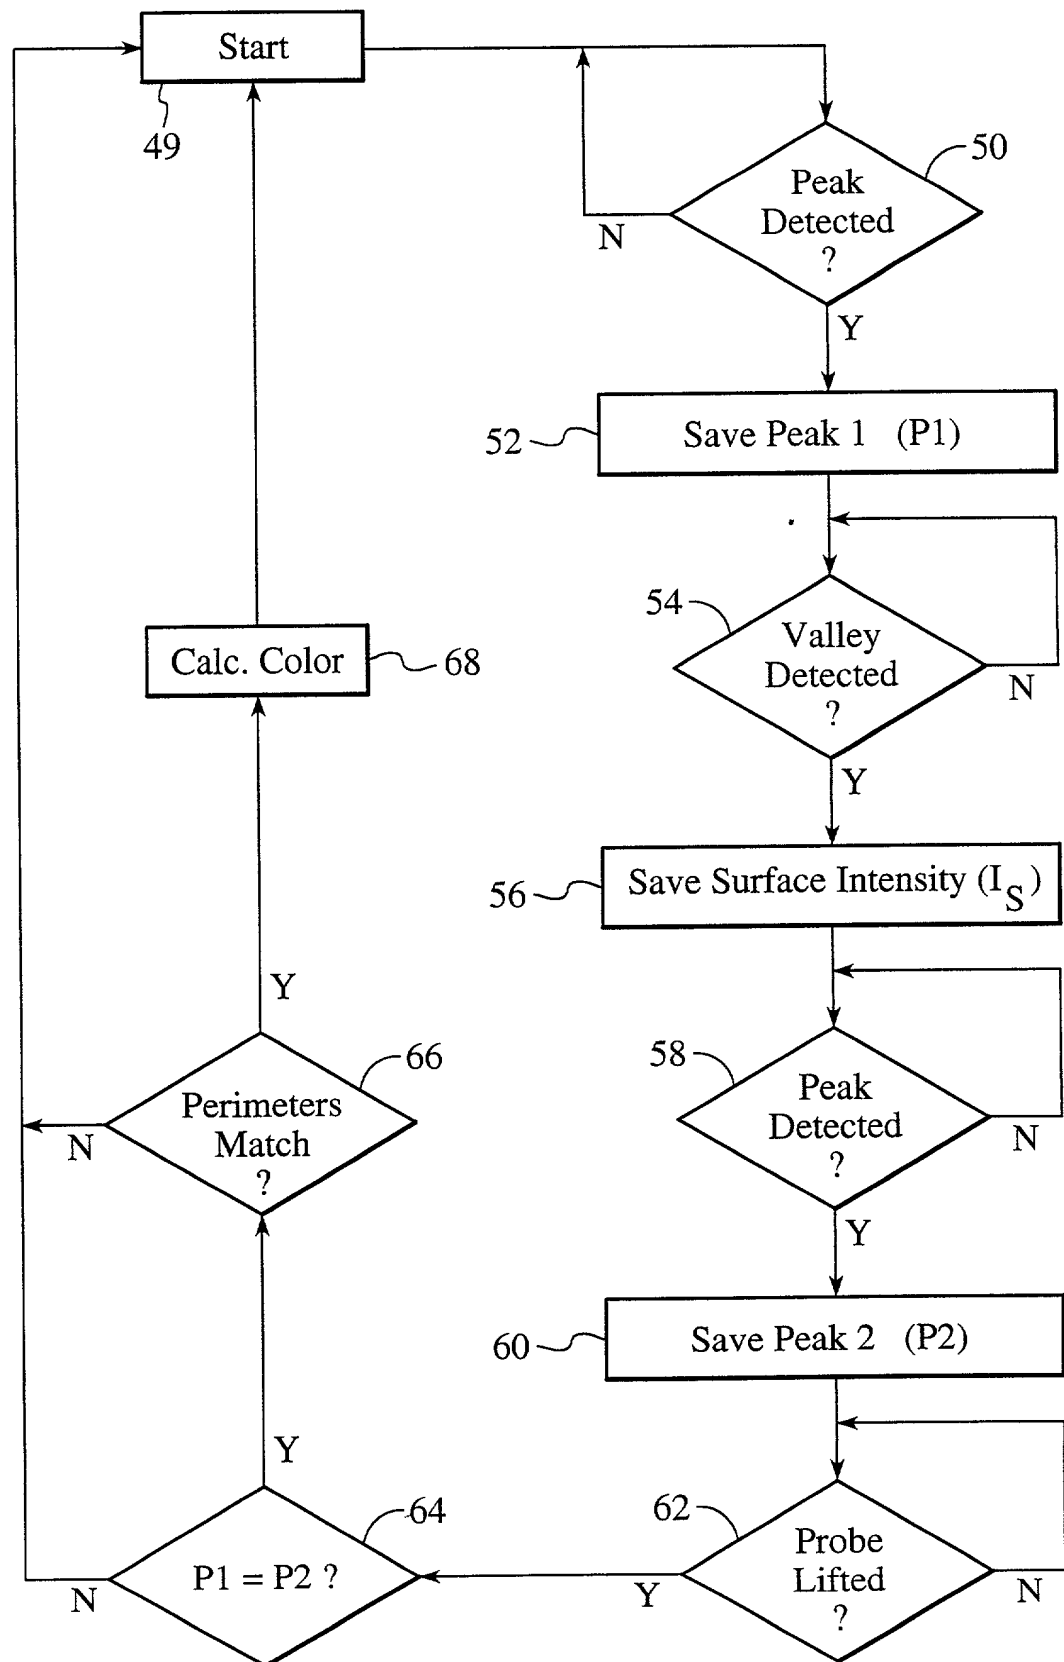 Start
49
50
Peak
Detected
?
N
Y
52
Save Peak 1 (P1)
54
Valley
Detected
?
N
Y
Calc. Color
68
56
Save Surface Intensity (I_S)
Y
66
58
Perimeters
Match
?
N
Peak
Detected
?
N
Y
60
Save Peak 2 (P2)
Y
64
62
P1 = P2 ?
N
Probe
Lifted
?
Y
N